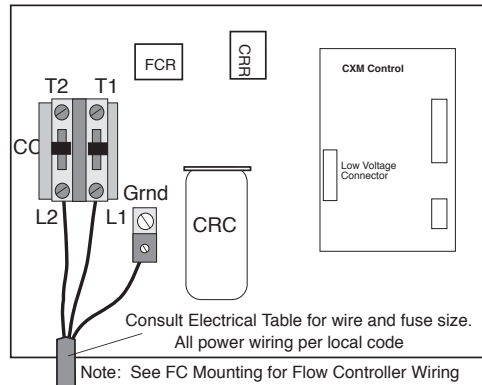 FCR
CRR
CXM Control
T2 T1
CC
Low Voltage
Connector
Grnd
L2 L1
CRC
Consult Electrical Table for wire and fuse size.
All power wiring per local code
Note: See FC Mounting for Flow Controller Wiring